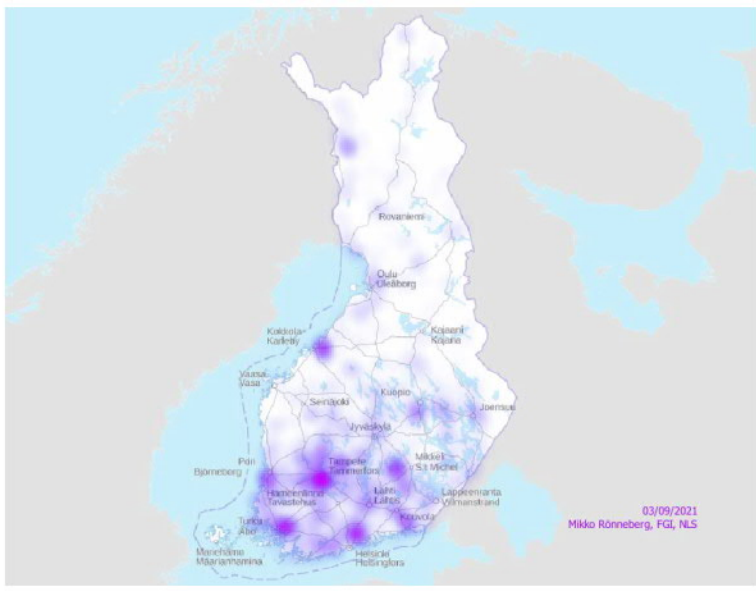 Rovaniemi
Oulu
Uleåborg
Kokkola
Karleby
Kajaani
Kajana
Vaasa
Vasa
Kuopio
Seinäjoki
Joensuu
Jyväskylä
Pori
Björneborg
Tampere
Tammerfors
Mikkeli
S:t Michel
Hämeenlinna
Tavastehus
Lahti
Lahtis
Lappeenranta
Vilmanstrand
Turku
Åbo
Kouvola
Mariehamn
Maarianhamina
Helsinki
Helsingfors
03/09/2021
Mikko Rönneberg, FGI, NLS